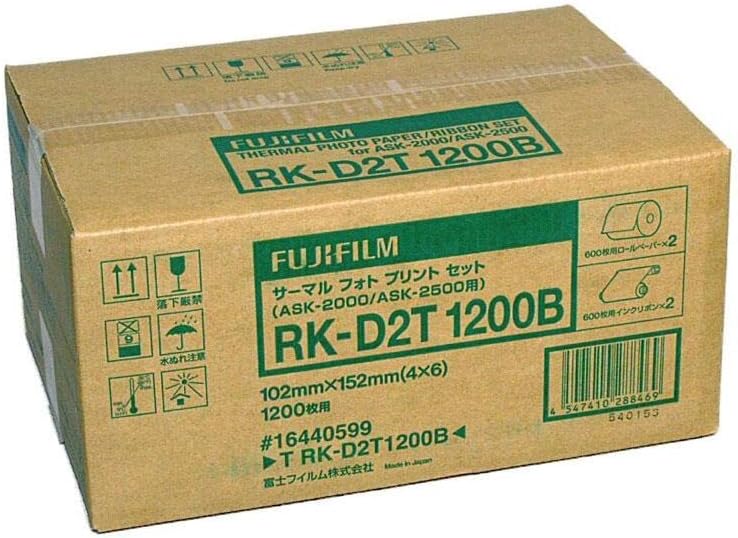 FUJIFILM
THERMAL PHOTO PAPER/RIBBON SET
for ASK-2000/ASK-2500
RK-D2T 1200B
FUJIFILM
サーマル フォト プリント セット
(ASK-2000/ASK-2500用)
RK-D2T 1200B
600枚用ロールペーパー×2
600枚用インクリボン×2
落下厳禁
9
水ぬれ注意
102mm×152mm(4×6)
1200枚用
#16440599
▶T RK-D2T1200B◀
富士フイルム株式会社 Made in Japan
4 547410 288469